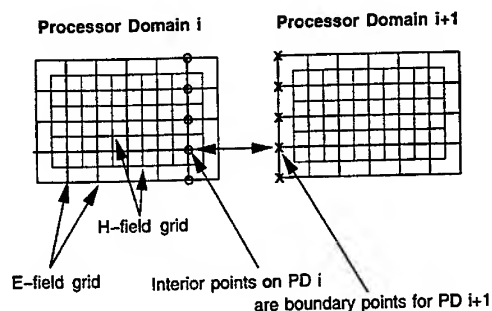 Processor Domain i
Processor Domain i+1
H-field grid
E-field grid
Interior points on PD i
are boundary points for PD i+1